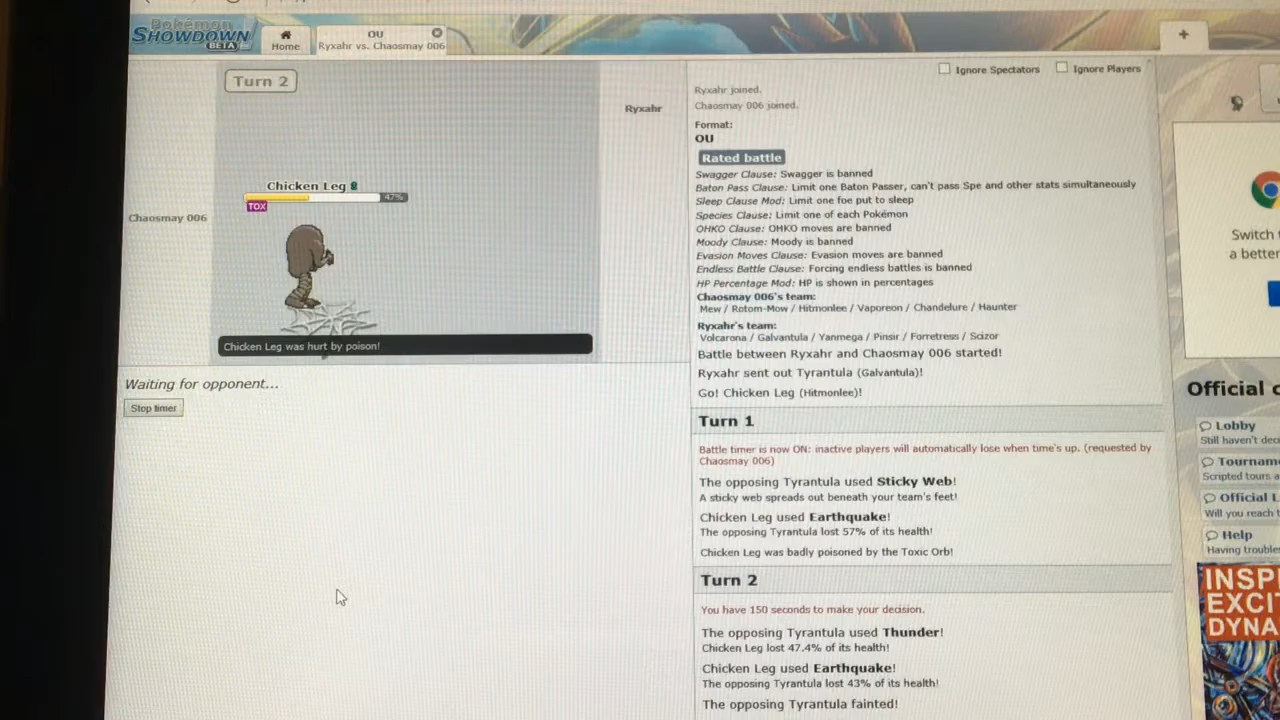 Pokémon
SHOWDOWN
BETA
Home
OU
Ryxahr vs. Chaosmay 006
+
Turn 2
Ryxahr
Chicken Leg
47%
TOX
Chaosmay 006
Chicken Leg was hurt by poison!
Waiting for opponent...
Stop timer
Ignore Spectators
Ignore Players
Ryxahr joined.
Chaosmay 006 joined.
Format:
OU
Rated battle
Swagger Clause: Swagger is banned
Baton Pass Clause: Limit one Baton Passer, can't pass Spe and other stats simultaneously
Sleep Clause Mod: Limit one foe put to sleep
Species Clause: Limit one of each Pokémon
OHKO Clause: OHKO moves are banned
Moody Clause: Moody is banned
Evasion Moves Clause: Evasion moves are banned
Endless Battle Clause: Forcing endless battles is banned
HP Percentage Mod: HP is shown in percentages
Chaosmay 006's team:
Mew / Rotom-Mow / Hitmonlee / Vaporeon / Chandelure / Haunter
Ryxahr's team:
Volcarona / Galvantula / Yanmega / Pinsir / Forretress / Scizor
Battle between Ryxahr and Chaosmay 006 started!
Ryxahr sent out Tyrantula (Galvantula)!
Go! Chicken Leg (Hitmonlee)!
Turn 1
Battle timer is now ON: inactive players will automatically lose when time's up. (requested by
Chaosmay 006)
The opposing Tyrantula used Sticky Web!
A sticky web spreads out beneath your team's feet!
Chicken Leg used Earthquake!
The opposing Tyrantula lost 57% of its health!
Chicken Leg was badly poisoned by the Toxic Orb!
Turn 2
You have 150 seconds to make your decision.
The opposing Tyrantula used Thunder!
Chicken Leg lost 47.4% of its health!
Chicken Leg used Earthquake!
The opposing Tyrantula lost 43% of its health!
The opposing Tyrantula fainted!
Switch
a better
Official
Lobby
Still haven't
Scripted tours
Official
Will you reach
Help
Having